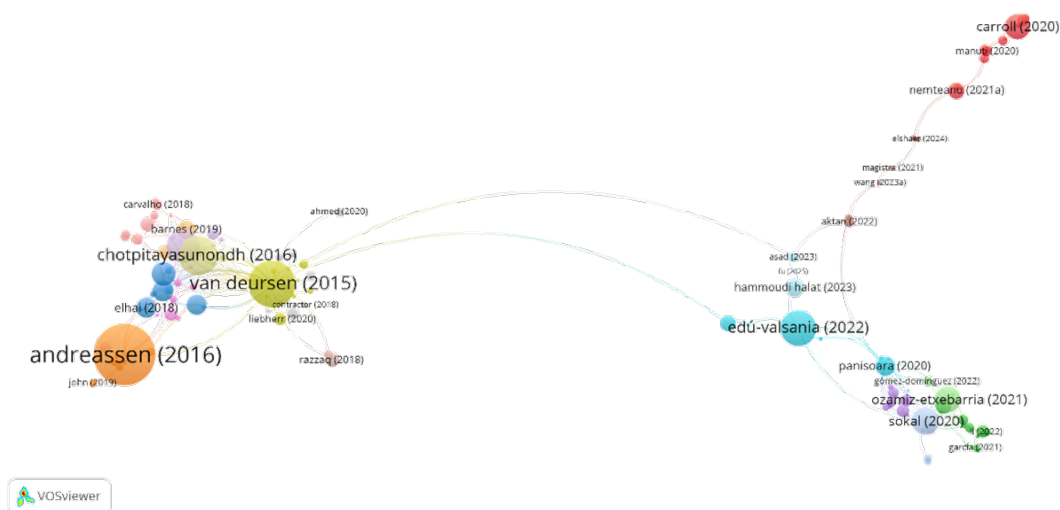 carroll (2020)
manuti (2020)
nemteanu (2021a)
elshaer (2024)
magistra (2021)
wang (2023a)
carvalho (2018)
ahmed (2020)
aktan (2022)
barnes (2019)
chotpitayasunondh (2016)
asad (2023)
fu (2025)
van deursen (2015)
hammoudi halat (2023)
contractor (2018)
elhai (2018)
liebherr (2020)
edú-valsania (2022)
andreassen (2016)
razzaq (2018)
panisoara (2020)
john (2019)
gómez-domínguez (2022)
ozamiz-etxebarria (2021)
sokal (2020)
(2022)
garcía (2021)
VOSviewer